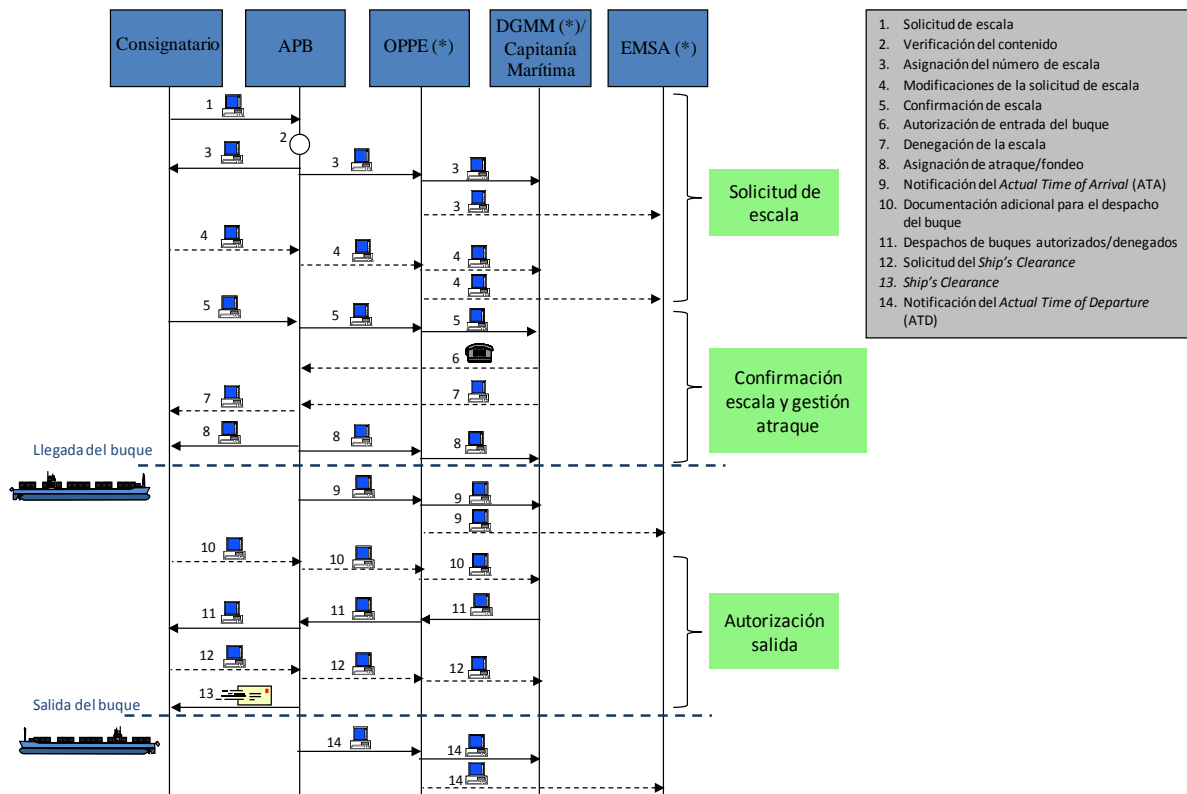 Consignatario
APB
OPPE (*)
DGMM (*)/
Capitanía
Marítima
EMSA (*)
1. Solicitud de escala
2. Verificación del contenido
3. Asignación del número de escala
4. Modificaciones de la solicitud de escala
5. Confirmación de escala
6. Autorización de entrada del buque
7. Denegación de la escala
8. Asignación de atraque/fondeo
9. Notificación del Actual Time of Arrival (ATA)
10. Documentación adicional para el despacho
del buque
11. Despachos de buques autorizados/denegados
12. Solicitud del Ship's Clearance
13. Ship's Clearance
14. Notificación del Actual Time of Departure
(ATD)
1
2
3
3
3
3
Solicitud de
escala
4
4
4
4
5
5
5
6
7
7
Confirmación
escala y gestión
atraque
8
8
8
Llegada del buque
9
9
9
10
10
10
11
11
11
Autorización
salida
12
12
12
13
Salida del buque
14
14
14